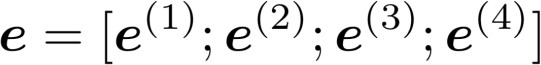 e = [e^{(1)}; e^{(2)}; e^{(3)}; e^{(4)}]